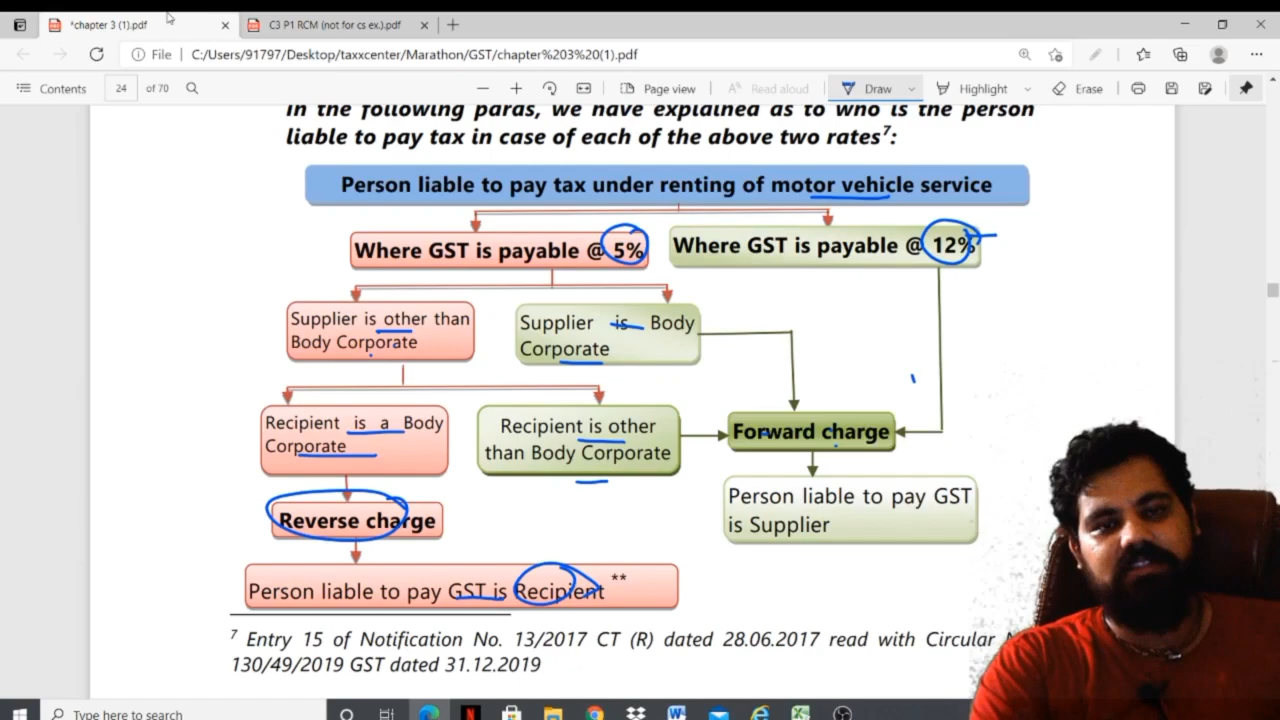 *chapter 3 (1).pdf
C3 P1 RCM (not for cs ex.).pdf
File C:/Users/91797/Desktop/taxxcenter/Marathon/GST/chapter%203%20(1).pdf
Contents 24 of 70 Page view Read aloud Draw Highlight Erase
In the following paras, we have explained as to who is the person
liable to pay tax in case of each of the above two rates7:
Person liable to pay tax under renting of motor vehicle service
Where GST is payable @ 5%
Where GST is payable @ 12%
Supplier is other than
Body Corporate
Supplier is Body
Corporate
Recipient is a Body
Corporate
Recipient is other
than Body Corporate
Forward charge
Reverse charge
Person liable to pay GST
is Supplier
Person liable to pay GST is Recipient **
7 Entry 15 of Notification No. 13/2017 CT (R) dated 28.06.2017 read with Circular
130/49/2019 GST dated 31.12.2019
Type here to search